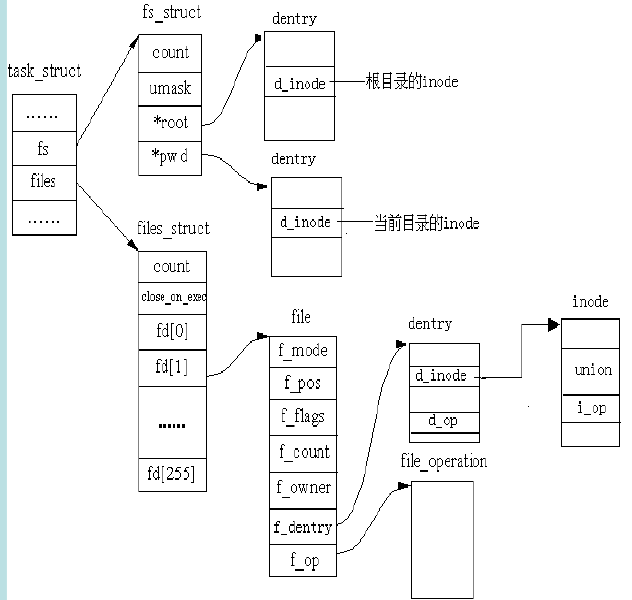 task_struct
......
fs
files
......
fs_struct
count
umask
*root
*pwd
dentry
d_inode
根目录的inode
dentry
d_inode
当前目录的inode
files_struct
count
close_on_exec
fd[0]
fd[1]
......
fd[255]
file
f_mode
f_pos
f_flags
f_count
f_owner
f_dentry
f_op
dentry
d_inode
d_op
file_operation
inode
union
i_op